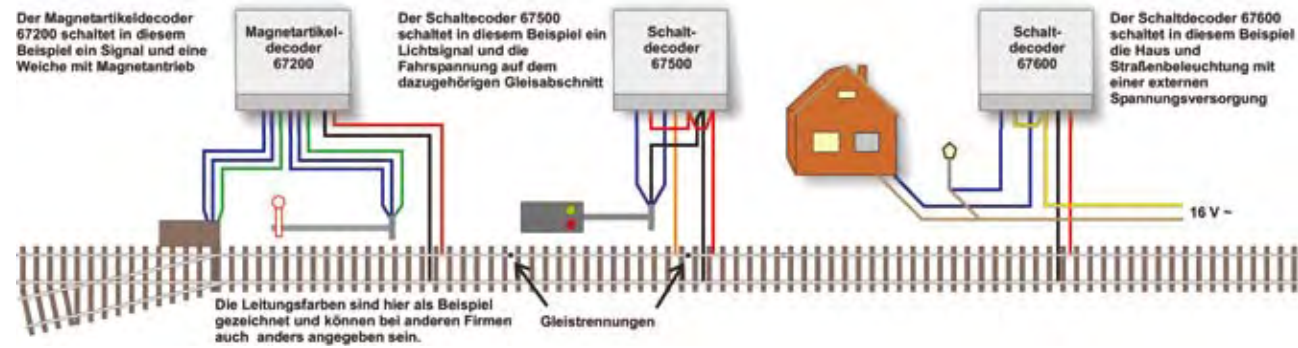 Der Magnetartikeldecoder
67200 schaltet in diesem
Beispiel ein Signal und eine
Weiche mit Magnetantrieb
Magnetartikel-
decoder
67200
Der Schaltecoder 67500
schaltet in diesem Beispiel ein
Lichtsignal und die
Fahrspannung auf dem
dazugehörigen Gleisabschnitt
Schalt-
decoder
67500
Schalt-
decoder
67600
Der Schaltdecoder 67600
schaltet in diesem Beispiel
die Haus und
Straßenbeleuchtung mit
einer externen
Spannungsversorgung
16 V ~
Die Leitungsfarben sind hier als Beispiel
gezeichnet und können bei anderen Firmen
auch anders angegeben sein.
Gleistrennungen